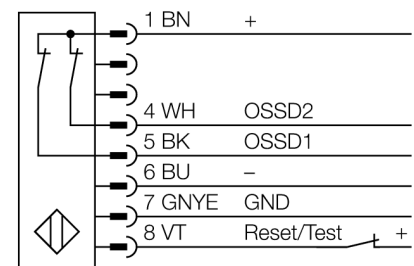 1 BN +
4 WH OSSD2
5 BK OSSD1
6 BU –
7 GNYE GND
8 VT Reset/Test +